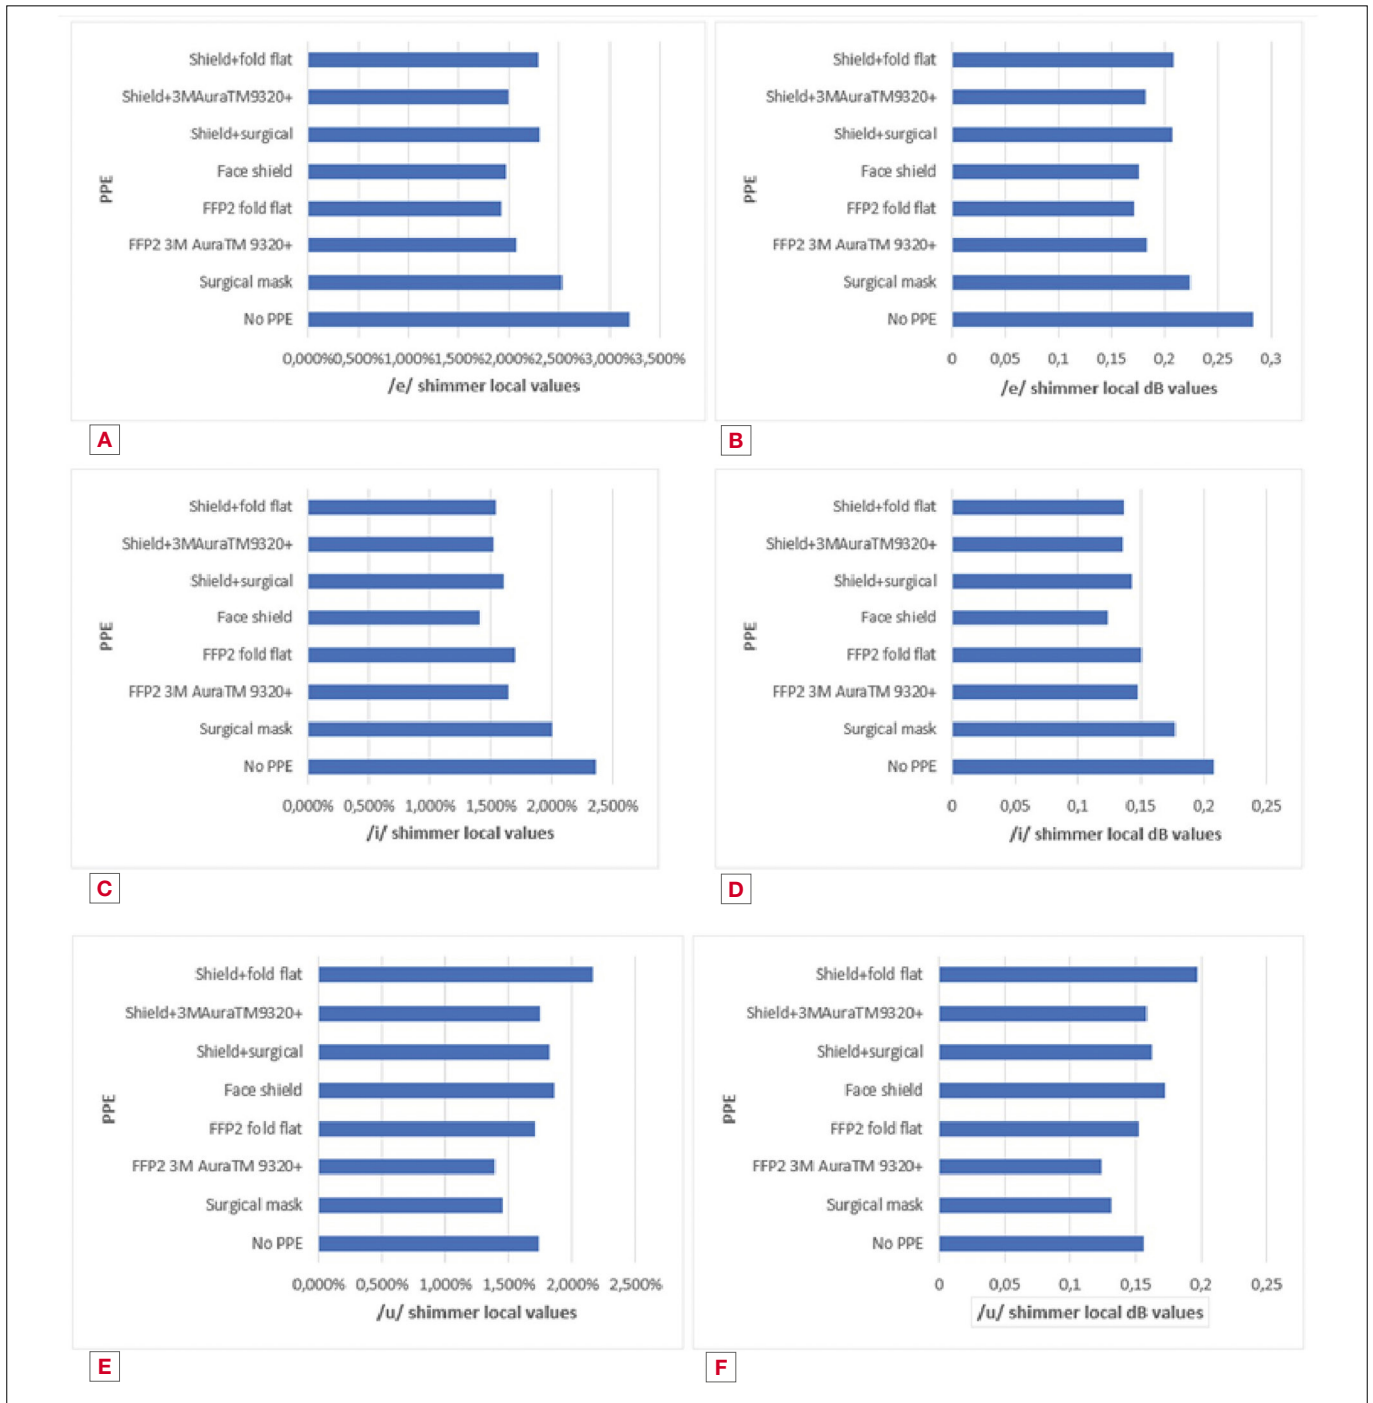 Shield+fold flat
Shield+3MAuraTM9320+
Shield+surgical
Face shield
FFP2 fold flat
FFP2 3M AuraTM 9320+
Surgical mask
No PPE
PPE
0,000% 0,500% 1,000% 1,500% 2,000% 2,500% 3,000% 3,500%
/e/ shimmer local values
A
Shield+fold flat
Shield+3MAuraTM9320+
Shield+surgical
Face shield
FFP2 fold flat
FFP2 3M AuraTM 9320+
Surgical mask
No PPE
PPE
0 0,05 0,1 0,15 0,2 0,25 0,3
/e/ shimmer local dB values
B
Shield+fold flat
Shield+3MAuraTM9320+
Shield+surgical
Face shield
FFP2 fold flat
FFP2 3M AuraTM 9320+
Surgical mask
No PPE
PPE
0,000% 0,500% 1,000% 1,500% 2,000% 2,500%
/i/ shimmer local values
C
Shield+fold flat
Shield+3MAuraTM9320+
Shield+surgical
Face shield
FFP2 fold flat
FFP2 3M AuraTM 9320+
Surgical mask
No PPE
PPE
0 0,05 0,1 0,15 0,2 0,25
/i/ shimmer local dB values
D
Shield+fold flat
Shield+3MAuraTM9320+
Shield+surgical
Face shield
FFP2 fold flat
FFP2 3M AuraTM 9320+
Surgical mask
No PPE
PPE
0,000% 0,500% 1,000% 1,500% 2,000% 2,500%
/u/ shimmer local values
E
Shield+fold flat
Shield+3MAuraTM9320+
Shield+surgical
Face shield
FFP2 fold flat
FFP2 3M AuraTM 9320+
Surgical mask
No PPE
PPE
0 0,05 0,1 0,15 0,2 0,25
/u/ shimmer local dB values
F